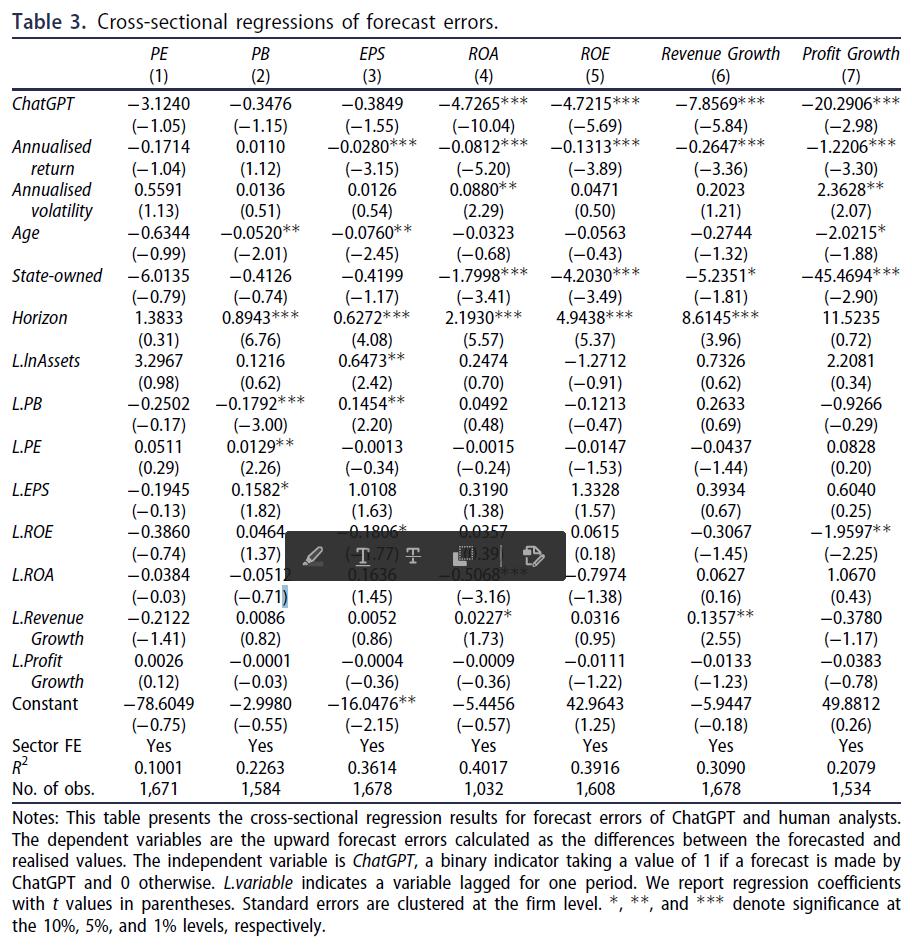 Table 3. Cross-sectional regressions of forecast errors.
PE PB EPS ROA ROE Revenue Growth Profit Growth
(1) (2) (3) (4) (5) (6) (7)
ChatGPT −3.1240 −0.3476 −0.3849 −4.7265*** −4.7215*** −7.8569*** −20.2906***
(−1.05) (−1.15) (−1.55) (−10.04) (−5.69) (−5.84) (−2.98)
Annualised −0.1714 0.0110 −0.0280*** −0.0812*** −0.1313*** −0.2647*** −1.2206***
return (−1.04) (1.12) (−3.15) (−5.20) (−3.89) (−3.36) (−3.30)
Annualised 0.5591 0.0136 0.0126 0.0880** 0.0471 0.2023 2.3628**
volatility (1.13) (0.51) (0.54) (2.29) (0.50) (1.21) (2.07)
Age −0.6344 −0.0520** −0.0760** −0.0323 −0.0563 −0.2744 −2.0215*
(−0.99) (−2.01) (−2.45) (−0.68) (−0.43) (−1.32) (−1.88)
State-owned −6.0135 −0.4126 −0.4199 −1.7998*** −4.2030*** −5.2351* −45.4694***
(−0.79) (−0.74) (−1.17) (−3.41) (−3.49) (−1.81) (−2.90)
Horizon 1.3833 0.8943*** 0.6272*** 2.1930*** 4.9438*** 8.6145*** 11.5235
(0.31) (6.76) (4.08) (5.57) (5.37) (3.96) (0.72)
L.lnAssets 3.2967 0.1216 0.6473** 0.2474 −1.2712 0.7326 2.2081
(0.98) (0.62) (2.42) (0.70) (−0.91) (0.62) (0.34)
L.PB −0.2502 −0.1792*** 0.1454** 0.0492 −0.1213 0.2633 −0.9266
(−0.17) (−3.00) (2.20) (0.48) (−0.47) (0.69) (−0.29)
L.PE 0.0511 0.0129** −0.0013 −0.0015 −0.0147 −0.0437 0.0828
(0.29) (2.26) (−0.34) (−0.24) (−1.53) (−1.44) (0.20)
L.EPS −0.1945 0.1582* 1.0108 0.3190 1.3328 0.3934 0.6040
(−0.13) (1.82) (1.63) (1.38) (1.57) (0.67) (0.25)
L.ROE −0.3860 0.0464 −0.1806* 0.0357 0.0615 −0.3067 −1.9597**
(−0.74) (1.37) (0.18) (−1.45) (−2.25)
L.ROA −0.0384 −0.0512 0.1636 −0.5068*** −0.7974 0.0627 1.0670
(−0.03) (−0.71) (1.45) (−3.16) (−1.38) (0.16) (0.43)
L.Revenue −0.2122 0.0086 0.0052 0.0227* 0.0316 0.1357** −0.3780
Growth (−1.41) (0.82) (0.86) (1.73) (0.95) (2.55) (−1.17)
L.Profit 0.0026 −0.0001 −0.0004 −0.0009 −0.0111 −0.0133 −0.0383
Growth (0.12) (−0.03) (−0.36) (−0.36) (−1.22) (−1.23) (−0.78)
Constant −78.6049 −2.9980 −16.0476** −5.4456 42.9643 −5.9447 49.8812
(−0.75) (−0.55) (−2.15) (−0.57) (1.25) (−0.18) (0.26)
Sector FE Yes Yes Yes Yes Yes Yes Yes
R2 0.1001 0.2263 0.3614 0.4017 0.3916 0.3090 0.2079
No. of obs. 1,671 1,584 1,678 1,032 1,608 1,678 1,534
Notes: This table presents the cross-sectional regression results for forecast errors of ChatGPT and human analysts.
The dependent variables are the upward forecast errors calculated as the differences between the forecasted and
realised values. The independent variable is ChatGPT, a binary indicator taking a value of 1 if a forecast is made by
ChatGPT and 0 otherwise. L.variable indicates a variable lagged for one period. We report regression coefficients
with t values in parentheses. Standard errors are clustered at the firm level. *, **, and *** denote significance at
the 10%, 5%, and 1% levels, respectively.